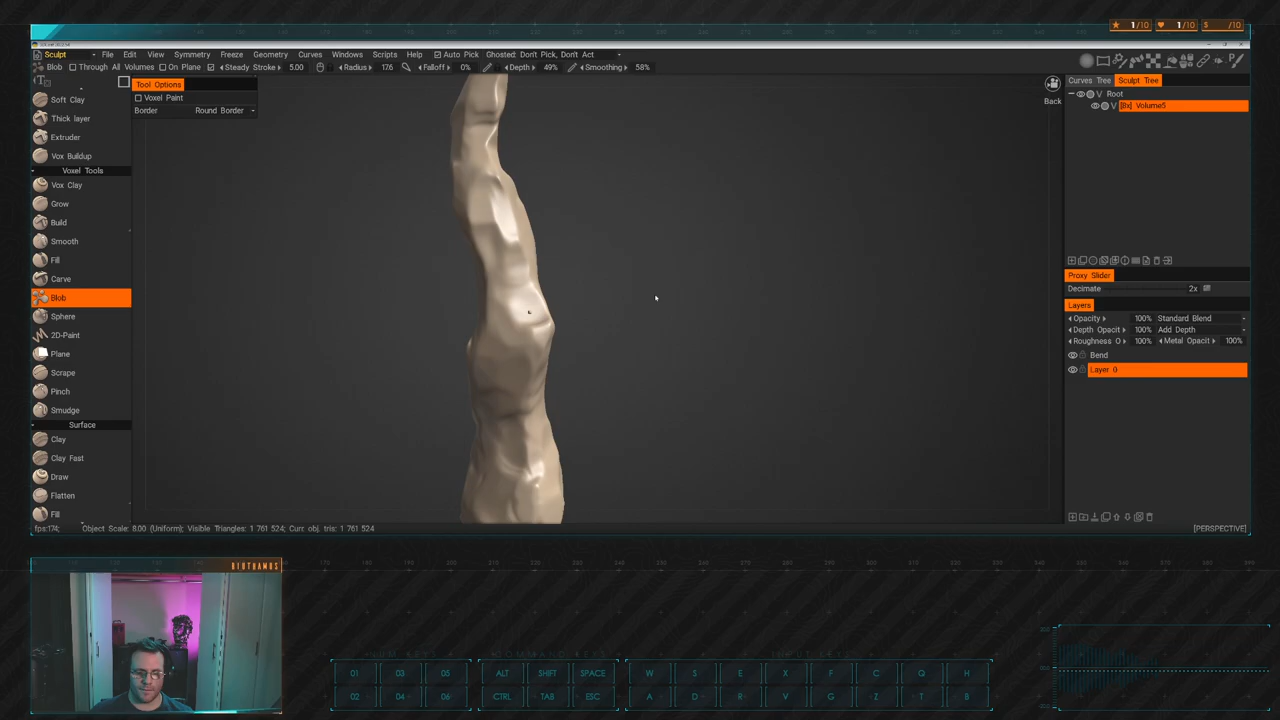 1/10 1/10 $ /10
Sculpt File Edit View Symmetry Freeze Geometry Curves Windows Scripts Help Auto Pick Ghosted: Don't Pick, Don't Act
Blob Through All Volumes On Plane Steady Stroke 5.00 Radius 176 Falloff 0% Depth 49% Smoothing 58%
Tool Options
Voxel Paint
Border Round Border
Soft Clay
Thick layer
Extruder
Vox Buildup
Voxel Tools
Vox Clay
Grow
Build
Smooth
Fill
Carve
Blob
Sphere
2D-Paint
Plane
Scrape
Pinch
Smudge
Surface
Clay
Clay Fast
Draw
Flatten
Fill
Back
Curves Tree Sculpt Tree
Root
[8x] Volume5
Proxy Slider
Decimate 2x
Layers
Opacity 100% Standard Blend
Depth Opacit 100% Add Depth
Roughness O 100% Metal Opacit 100%
Bend
Layer 0
fps:174; Object Scale: 8.00 (Uniform); Visible Triangles: 1 761 524; Curr. obj. tris: 1 761 524
[PERSPECTIVE]
COMMAND KEYS
01 03 05 ALT SHIFT SPACE W S E X F C Q H
02 04 06 CTRL TAB ESC A D R V G Z T B